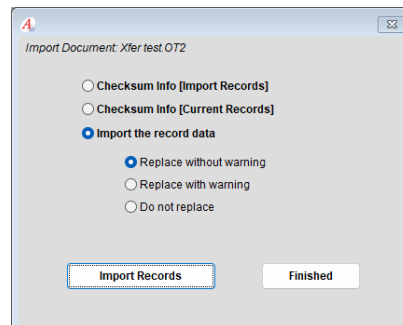 Import Document: Xfer test.OT2
Checksum Info [Import Records]
Checksum Info [Current Records]
Import the record data
Replace without warning
Replace with warning
Do not replace
Import Records Finished